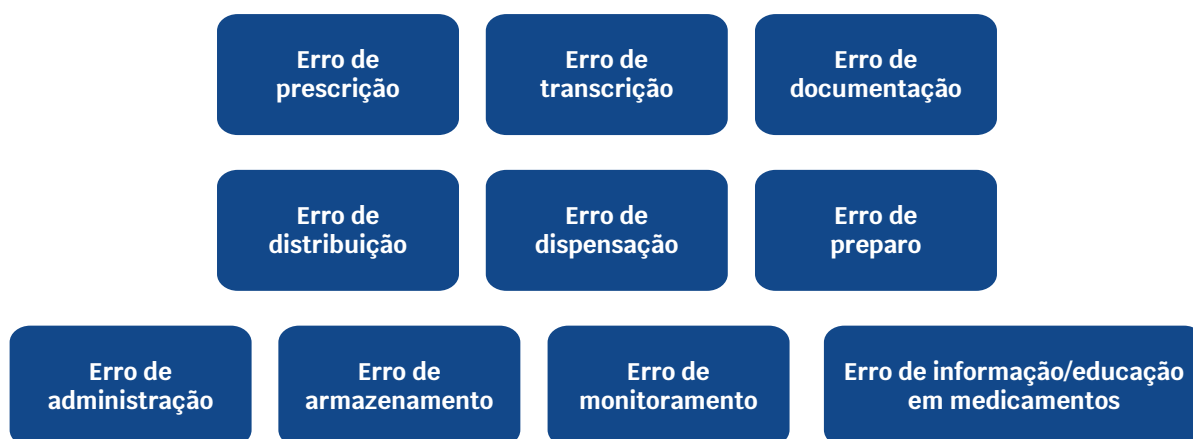 Erro de
prescrição
Erro de
transcrição
Erro de
documentação
Erro de
distribuição
Erro de
dispensação
Erro de
preparo
Erro de
administração
Erro de
armazenamento
Erro de
monitoramento
Erro de informação/educação
em medicamentos